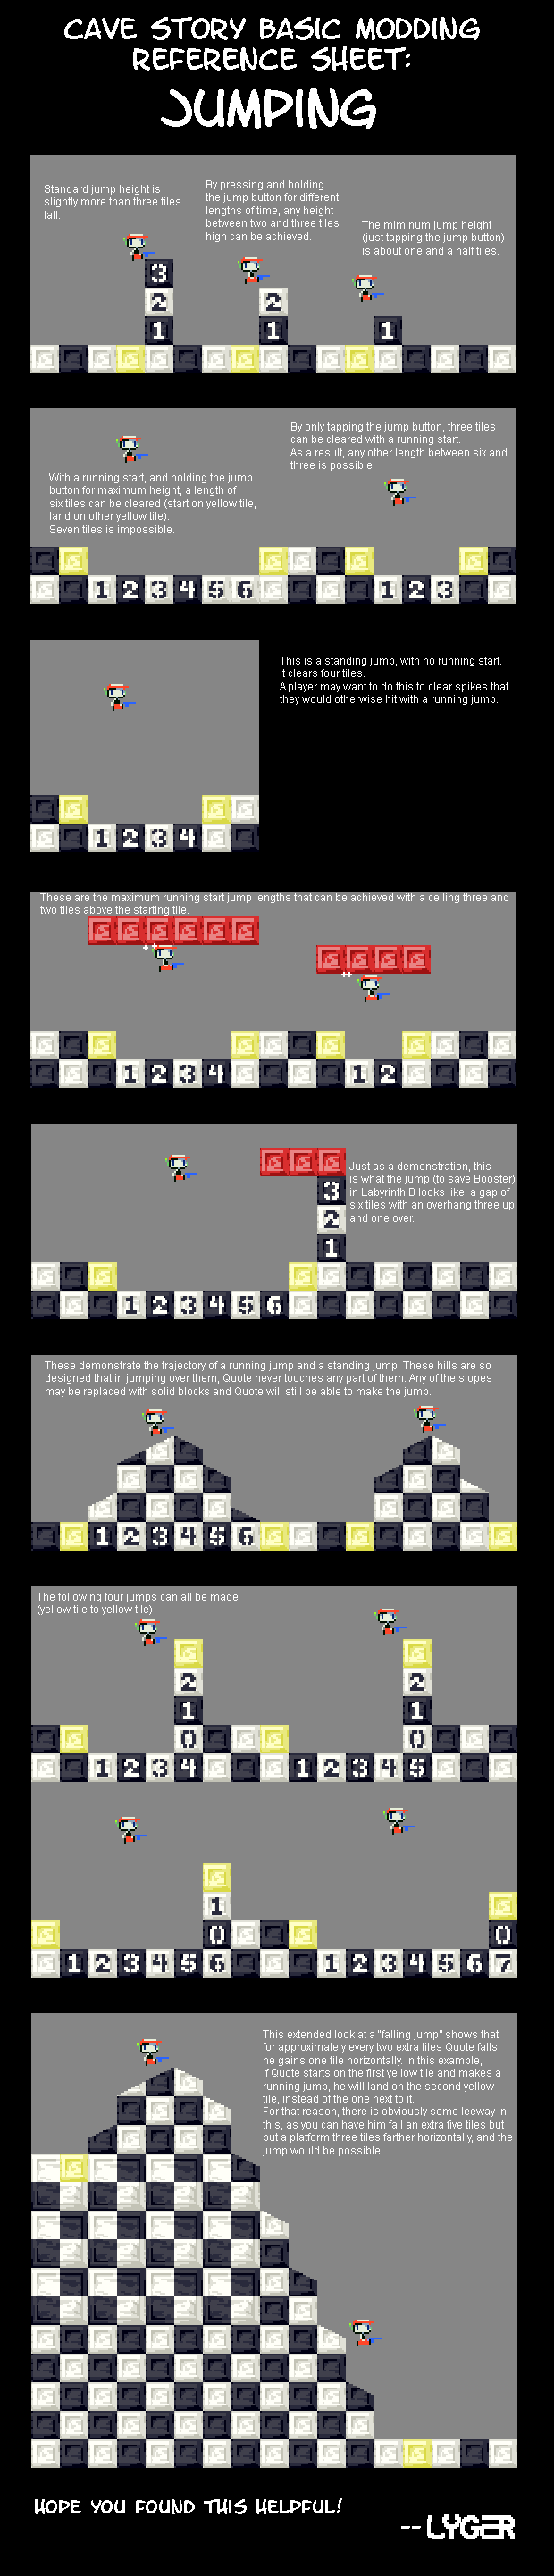 CAVE STORY BASIC MODDING
REFERENCE SHEET:
JUMPING
Standard jump height is
slightly more than three tiles
tall.
By pressing and holding
the jump button for different
lengths of time, any height
between two and three tiles
high can be achieved.
The miminum jump height
(just tapping the jump button)
is about one and a half tiles.
3
2
1
2
1
1
With a running start, and holding the jump
button for maximum height, a length of
six tiles can be cleared (start on yellow tile,
land on other yellow tile).
Seven tiles is impossible.
By only tapping the jump button, three tiles
can be cleared with a running start.
As a result, any other length between six and
three is possible.
1 2 3 4 5 6
1 2 3
This is a standing jump, with no running start.
It clears four tiles.
A player may want to do this to clear spikes that
they would otherwise hit with a running jump.
1 2 3 4
These are the maximum running start jump lengths that can be achieved with a ceiling three and
two tiles above the starting tile.
1 2 3 4
1 2
Just as a demonstration, this
is what the jump (to save Booster)
in Labyrinth B looks like: a gap of
six tiles with an overhang three up
and one over.
3
2
1
1 2 3 4 5 6
These demonstrate the trajectory of a running jump and a standing jump. These hills are so
designed that in jumping over them, Quote never touches any part of them. Any of the slopes
may be replaced with solid blocks and Quote will still be able to make the jump.
1 2 3 4 5 6
The following four jumps can all be made
(yellow tile to yellow tile)
2
1
0
1 2 3 4
2
1
0
1 2 3 4 5
1
0
1 2 3 4 5 6
0
1 2 3 4 5 6 7
This extended look at a "falling jump" shows that
for approximately every two extra tiles Quote falls,
he gains one tile horizontally. In this example,
if Quote starts on the first yellow tile and makes a
running jump, he will land on the second yellow
tile, instead of the one next to it.
For that reason, there is obviously some leeway in
this, as you can have him fall an extra five tiles but
put a platform three tiles farther horizontally, and the
jump would be possible.
HOPE YOU FOUND THIS HELPFUL!
-- LYGER